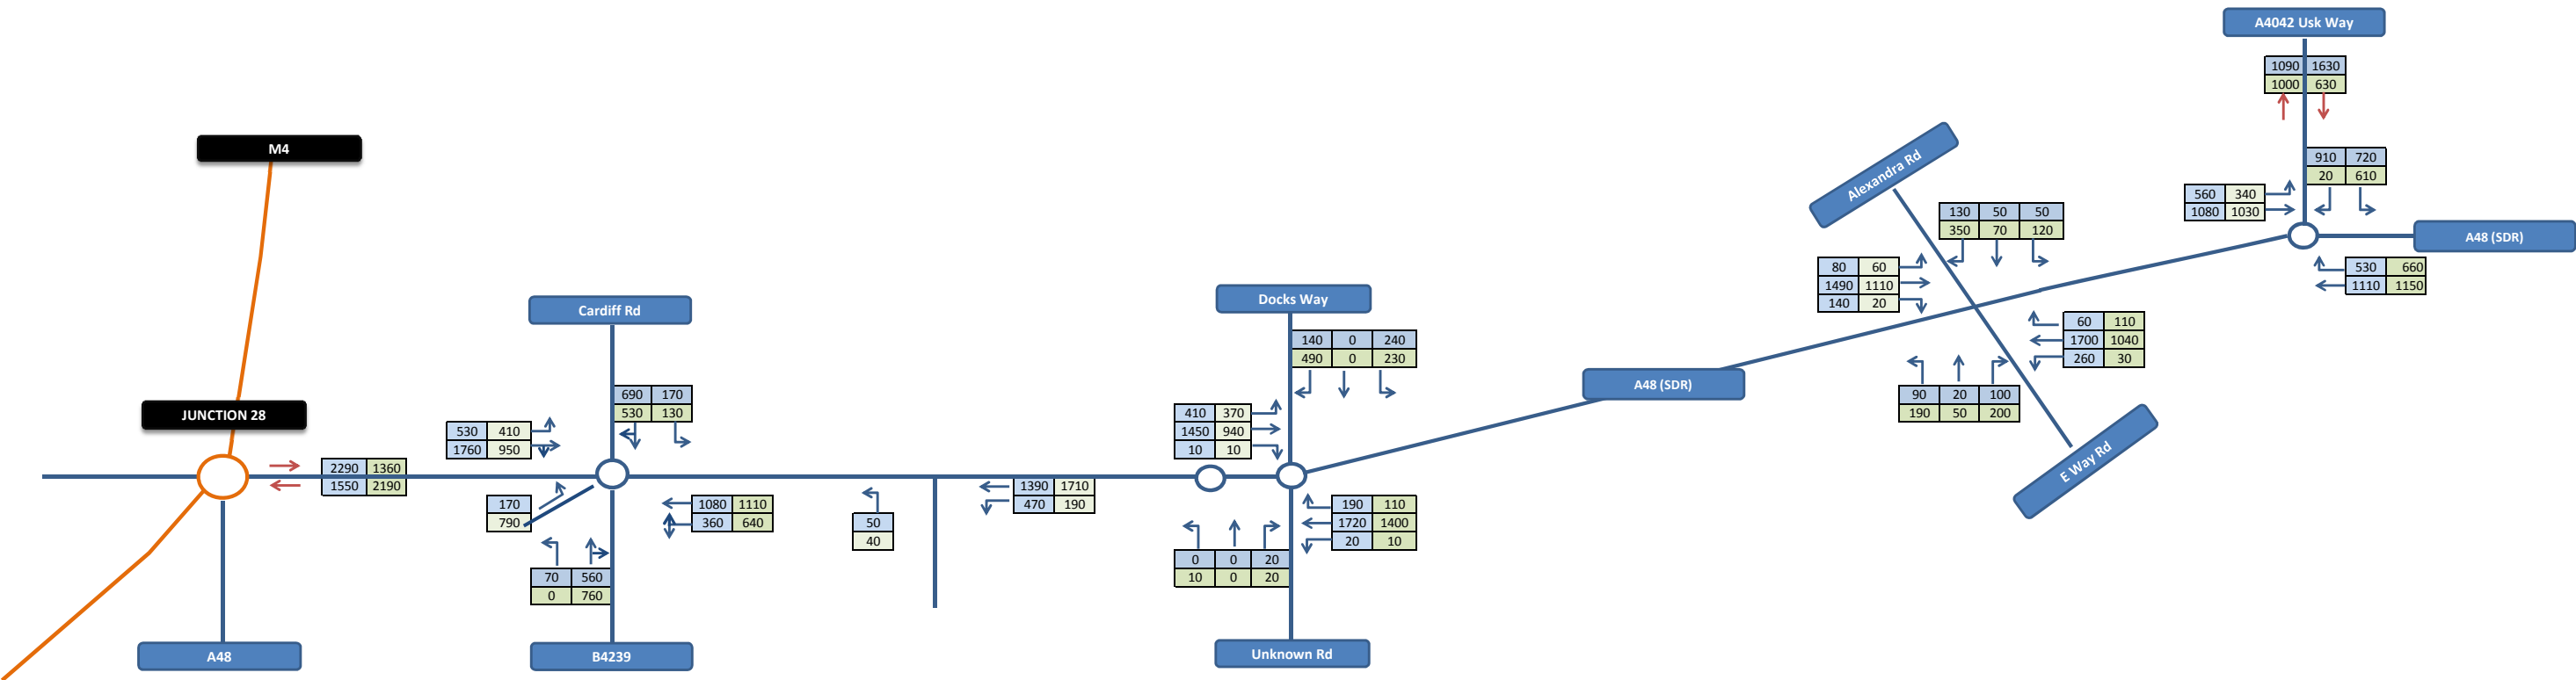 A4042 Usk Way
1090 1630
1000 630
M4
910 720
20 610
560 340
1080 1030
Alexandra Rd
130 50 50
350 70 120
A48 (SDR)
80 60
1490 1110
140 20
530 660
1110 1150
Cardiff Rd
Docks Way
60 110
1700 1040
260 30
140 0 240
490 0 230
A48 (SDR)
90 20 100
190 50 200
690 170
530 130
JUNCTION 28
410 370
1450 940
10 10
530 410
1760 950
E Way Rd
2290 1360
1550 2190
1390 1710
470 190
170
790
1080 1110
360 640
50
40
190 110
1720 1400
20 10
0 0 20
10 0 20
70 560
0 760
A48
B4239
Unknown Rd